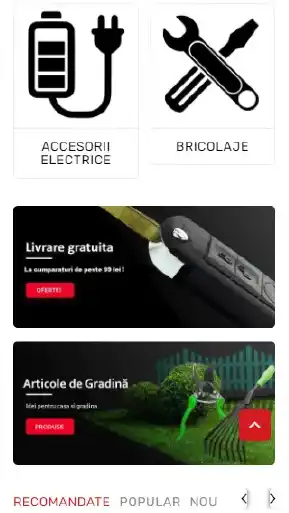 ACCESORII
ELECTRICE
BRICOLAJE
Livrare gratuita
La cumparaturi de peste 99 lei !
OFERTE!
Articole de Gradină
Idei pentru casa si gradina
PRODUSE
RECOMANDATE POPULAR NOU